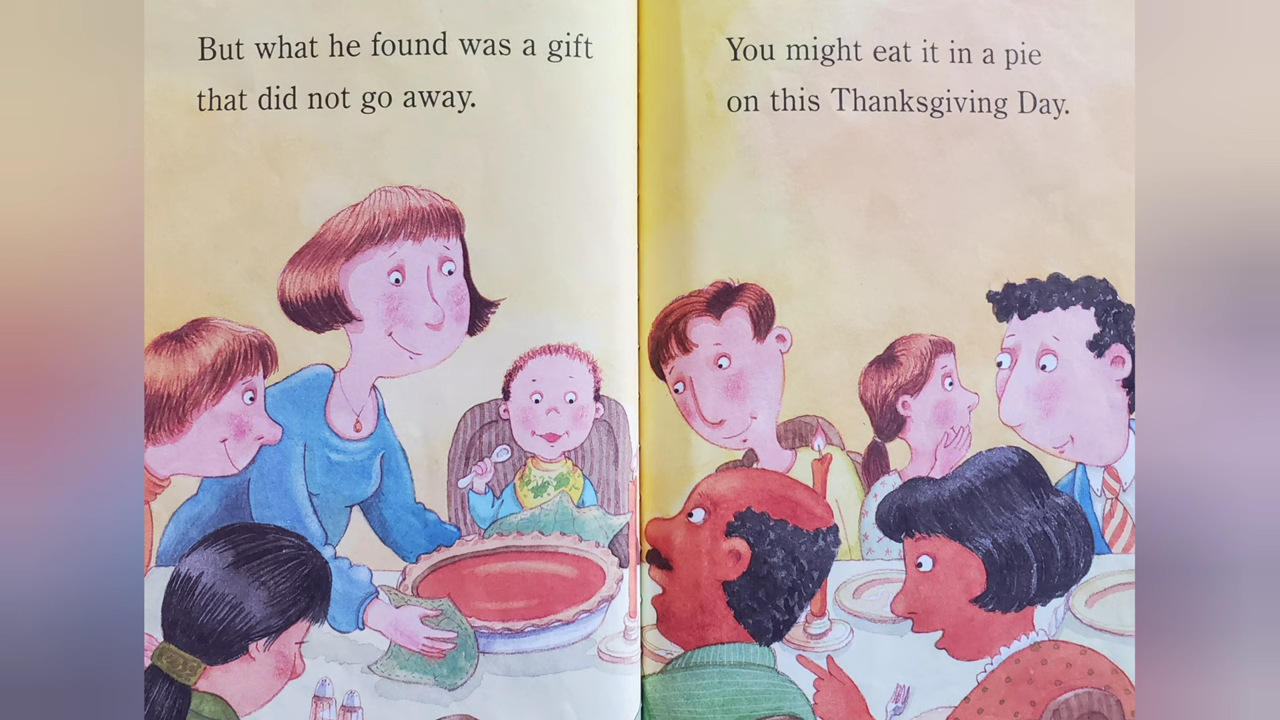 But what he found was a gift
that did not go away.
You might eat it in a pie
on this Thanksgiving Day.